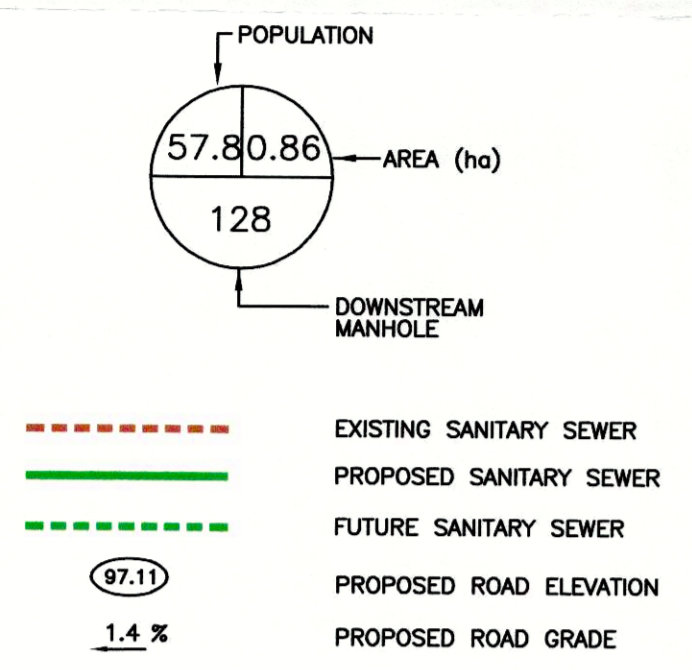 POPULATION
57.8 0.86
AREA (ha)
128
DOWNSTREAM
MANHOLE
EXISTING SANITARY SEWER
PROPOSED SANITARY SEWER
FUTURE SANITARY SEWER
97.11 PROPOSED ROAD ELEVATION
1.4 % PROPOSED ROAD GRADE